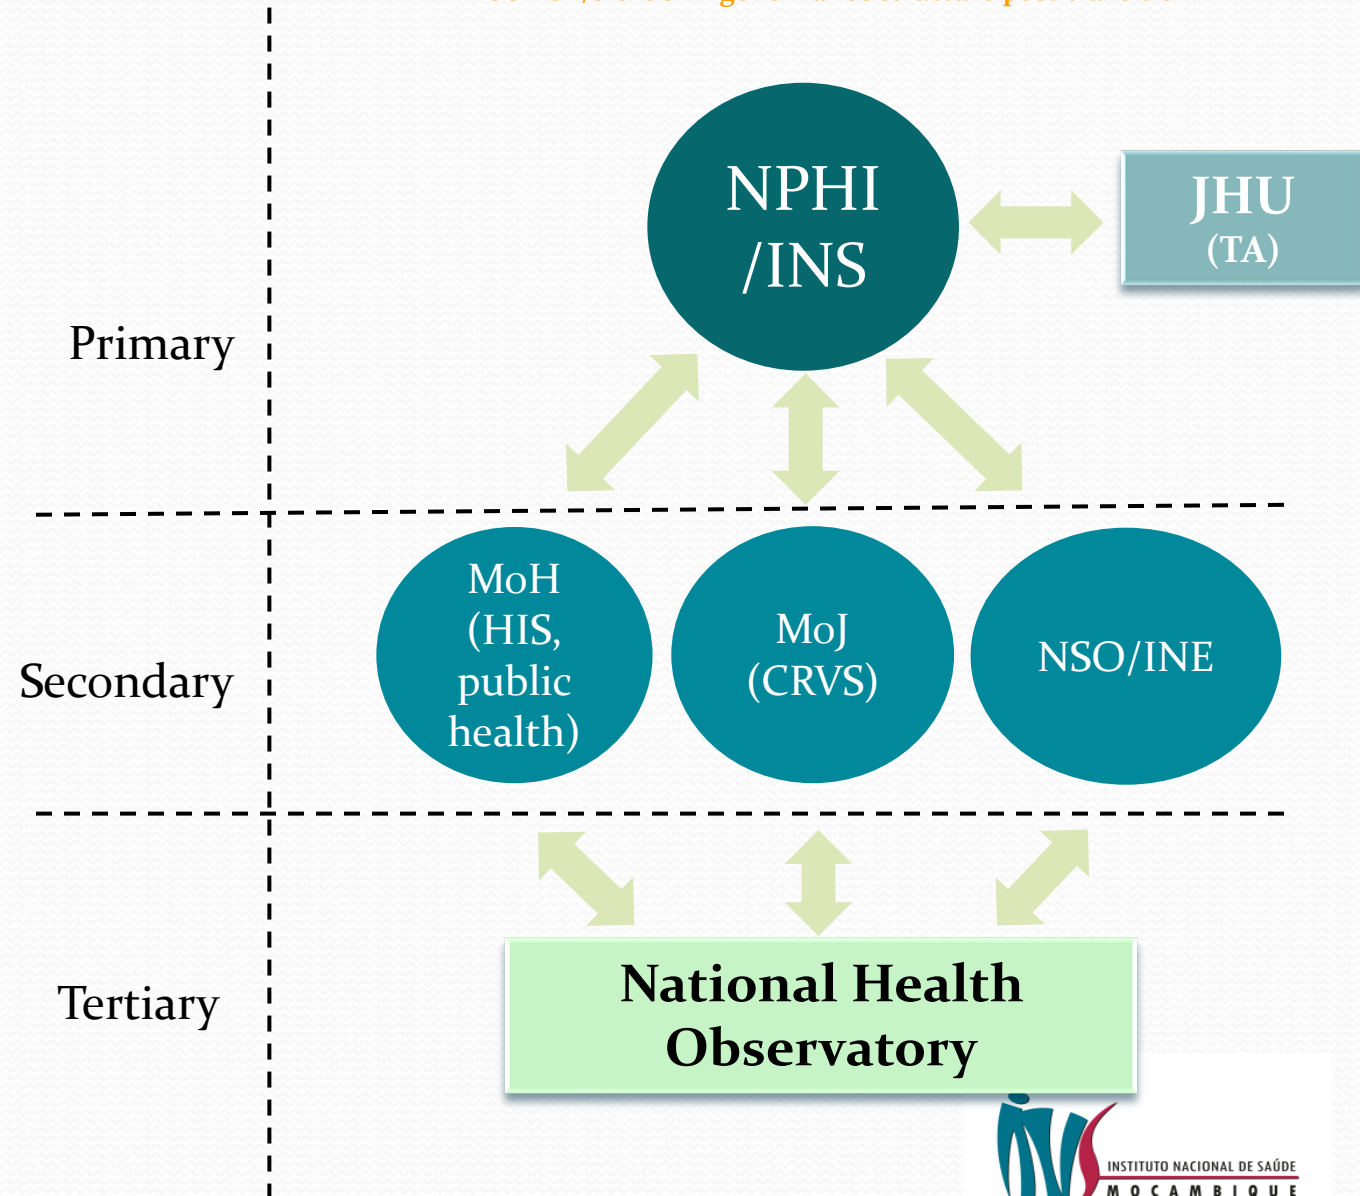 NPHI
/INS
JHU
(TA)
Primary
MoH
(HIS,
public
health)
MoJ
(CRVS)
NSO/INE
Secondary
National Health
Observatory
Tertiary
INSTITUTO NACIONAL DE SAÚDE
MOÇAMBIQUE